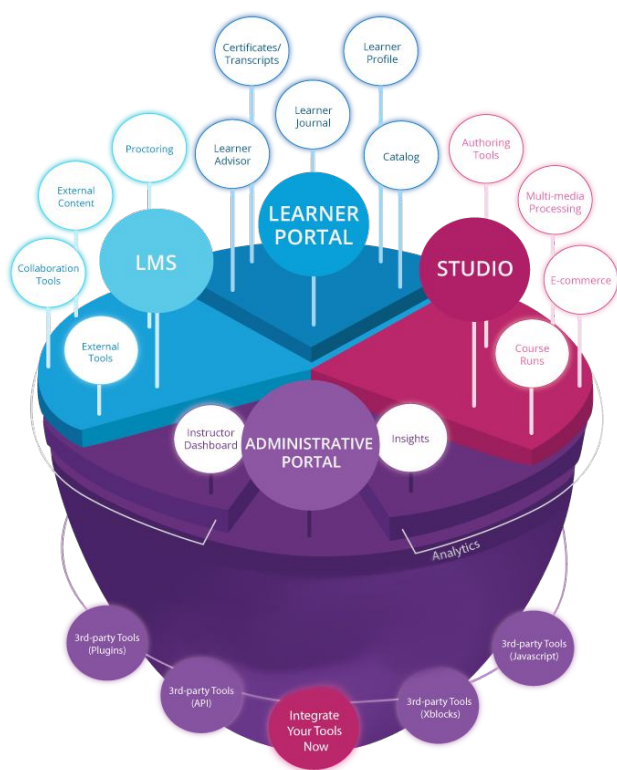 Certificates/
Transcripts
Learner
Profile
Learner
Journal
Proctoring
Learner
Advisor
Catalog
Authoring
Tools
External
Content
Multi-media
Processing
LEARNER
PORTAL
LMS
STUDIO
Collaboration
Tools
E-commerce
External
Tools
Course
Runs
Instructor
Dashboard
ADMINISTRATIVE
PORTAL
Insights
Analytics
3rd-party Tools
(Plugins)
3rd-party Tools
(Javascript)
3rd-party Tools
(API)
3rd-party Tools
(Xblocks)
Integrate
Your Tools
Now